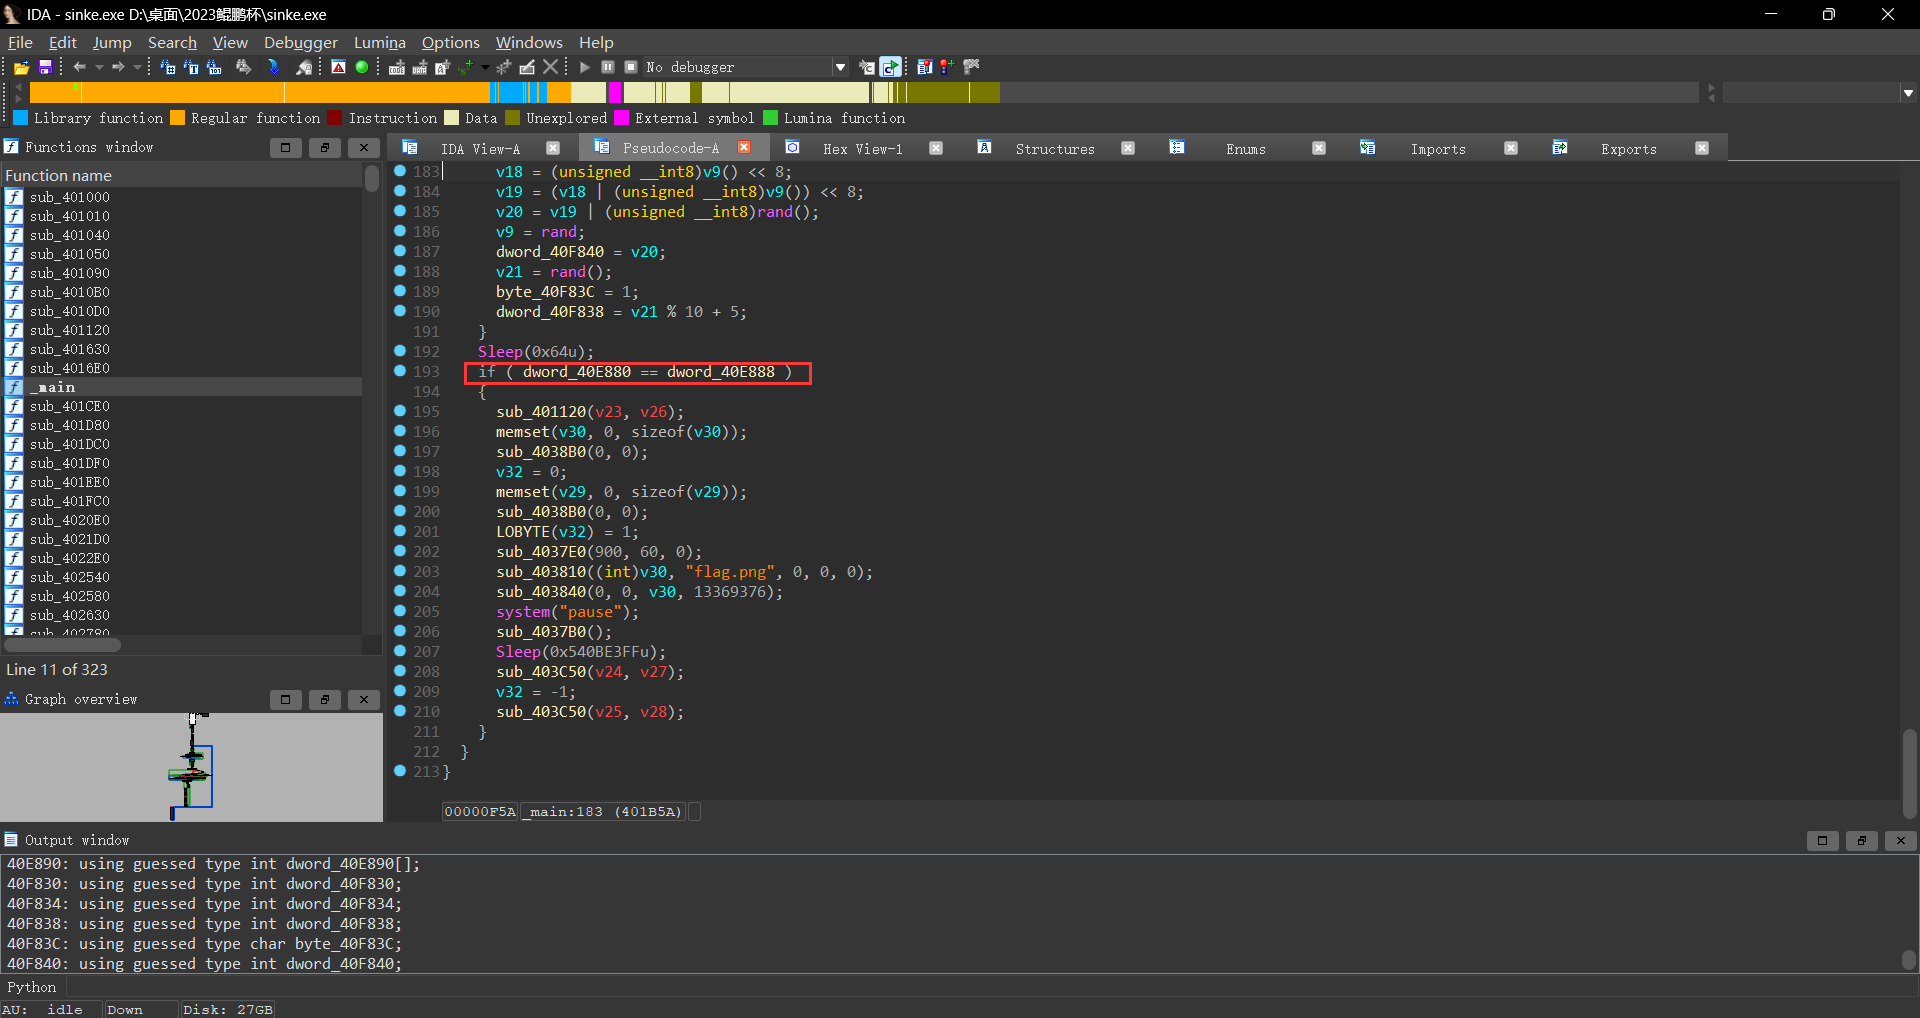 IDA - sinke.exe D:\桌面\2023鲲鹏杯\sinke.exe
File Edit Jump Search View Debugger Lumina Options Windows Help
No debugger
Library function Regular function Instruction Data Unexplored External symbol Lumina function
Functions window
IDA View-A Pseudocode-A Hex View-1 Structures Enums Imports Exports
Function name
sub_401000
sub_401010
sub_401040
sub_401050
sub_401090
sub_4010B0
sub_4010D0
sub_401120
sub_401630
sub_4016E0
_main
sub_401CE0
sub_401D80
sub_401DC0
sub_401DF0
sub_401EE0
sub_401FC0
sub_4020E0
sub_4021D0
sub_4022E0
sub_402540
sub_402580
sub_402630
sub_402780
Line 11 of 323
Graph overview
183 v18 = (unsigned __int8)v9() << 8;
184 v19 = (v18 | (unsigned __int8)v9()) << 8;
185 v20 = v19 | (unsigned __int8)rand();
186 v9 = rand;
187 dword_40F840 = v20;
188 v21 = rand();
189 byte_40F83C = 1;
190 dword_40F838 = v21 % 10 + 5;
191 }
192 Sleep(0x64u);
193 if ( dword_40E880 == dword_40E888 )
194 {
195 sub_401120(v23, v26);
196 memset(v30, 0, sizeof(v30));
197 sub_4038B0(0, 0);
198 v32 = 0;
199 memset(v29, 0, sizeof(v29));
200 sub_4038B0(0, 0);
201 LOBYTE(v32) = 1;
202 sub_4037E0(900, 60, 0);
203 sub_403810((int)v30, "flag.png", 0, 0, 0);
204 sub_403840(0, 0, v30, 13369376);
205 system("pause");
206 sub_4037B0();
207 Sleep(0x540BE3FFu);
208 sub_403C50(v24, v27);
209 v32 = -1;
210 sub_403C50(v25, v28);
211 }
212 }
213 }
00000F5A _main:183 (401B5A)
Output window
40E890: using guessed type int dword_40E890[];
40F830: using guessed type int dword_40F830;
40F834: using guessed type int dword_40F834;
40F838: using guessed type int dword_40F838;
40F83C: using guessed type char byte_40F83C;
40F840: using guessed type int dword_40F840;
Python
AU: idle Down Disk: 27GB